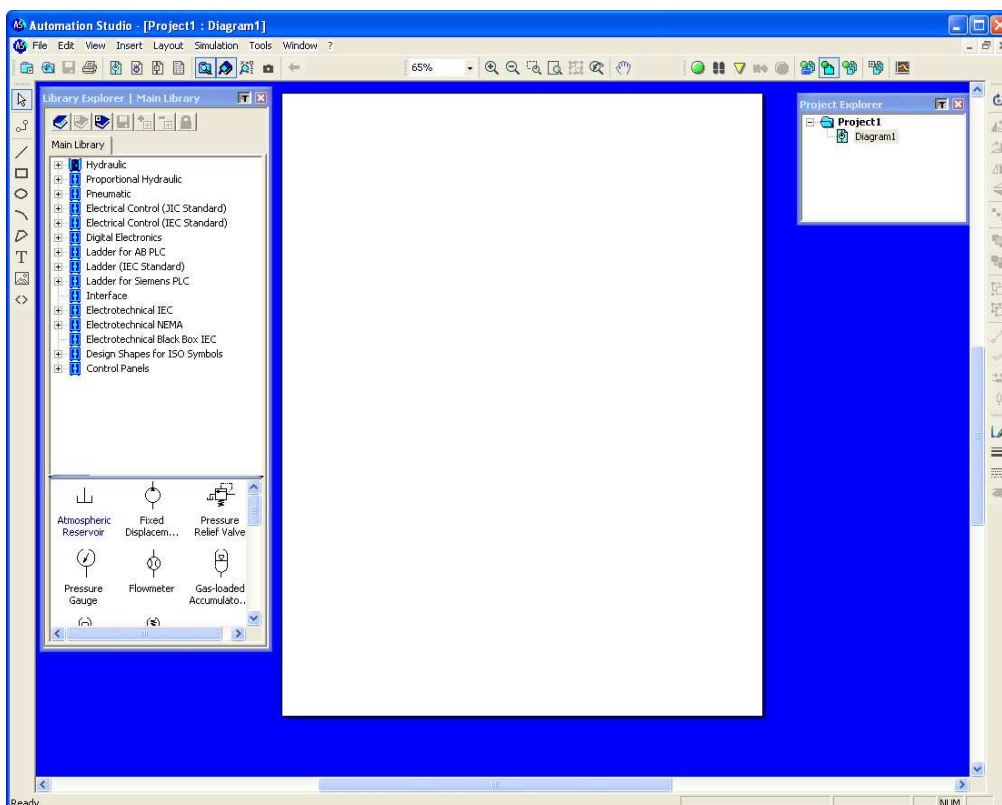 Automation Studio - [Project1 : Diagram1]
File Edit View Insert Layout Simulation Tools Window ?
65%
Library Explorer | Main Library
Main Library
Hydraulic
Proportional Hydraulic
Pneumatic
Electrical Control (JIC Standard)
Electrical Control (IEC Standard)
Digital Electronics
Ladder for AB PLC
Ladder (IEC Standard)
Ladder for Siemens PLC
Interface
Electrotechnical IEC
Electrotechnical NEMA
Electrotechnical Black Box IEC
Design Shapes for ISO Symbols
Control Panels
Atmospheric Fixed Pressure
Reservoir Displacem... Relief Valve
Pressure Flowmeter Gas-loaded
Gauge Accumulato..
Project Explorer
Project1
Diagram1
Ready
NUM